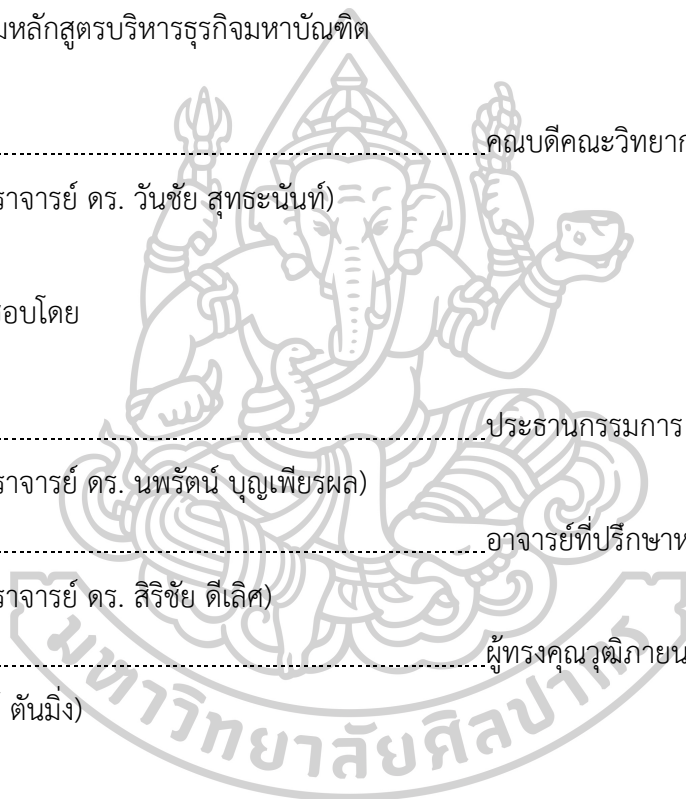 มหลักสูตรบริหารธุรกิจมหาบัณฑิต
คณบดีคณะวิทยาก
ราจารย์ ดร. วันชัย สุทธะนันท์)
สอบโดย
ประธานกรรมการ
ราจารย์ ดร. นพรัตน์ บุญเพียรผล)
อาจารย์ที่ปรึกษาห
ราจารย์ ดร. สิริชัย ดีเลิศ)
ผู้ทรงคุณวุฒิภายน
ตันมิ่ง)
มหาวิทยาลัยศิลปากร